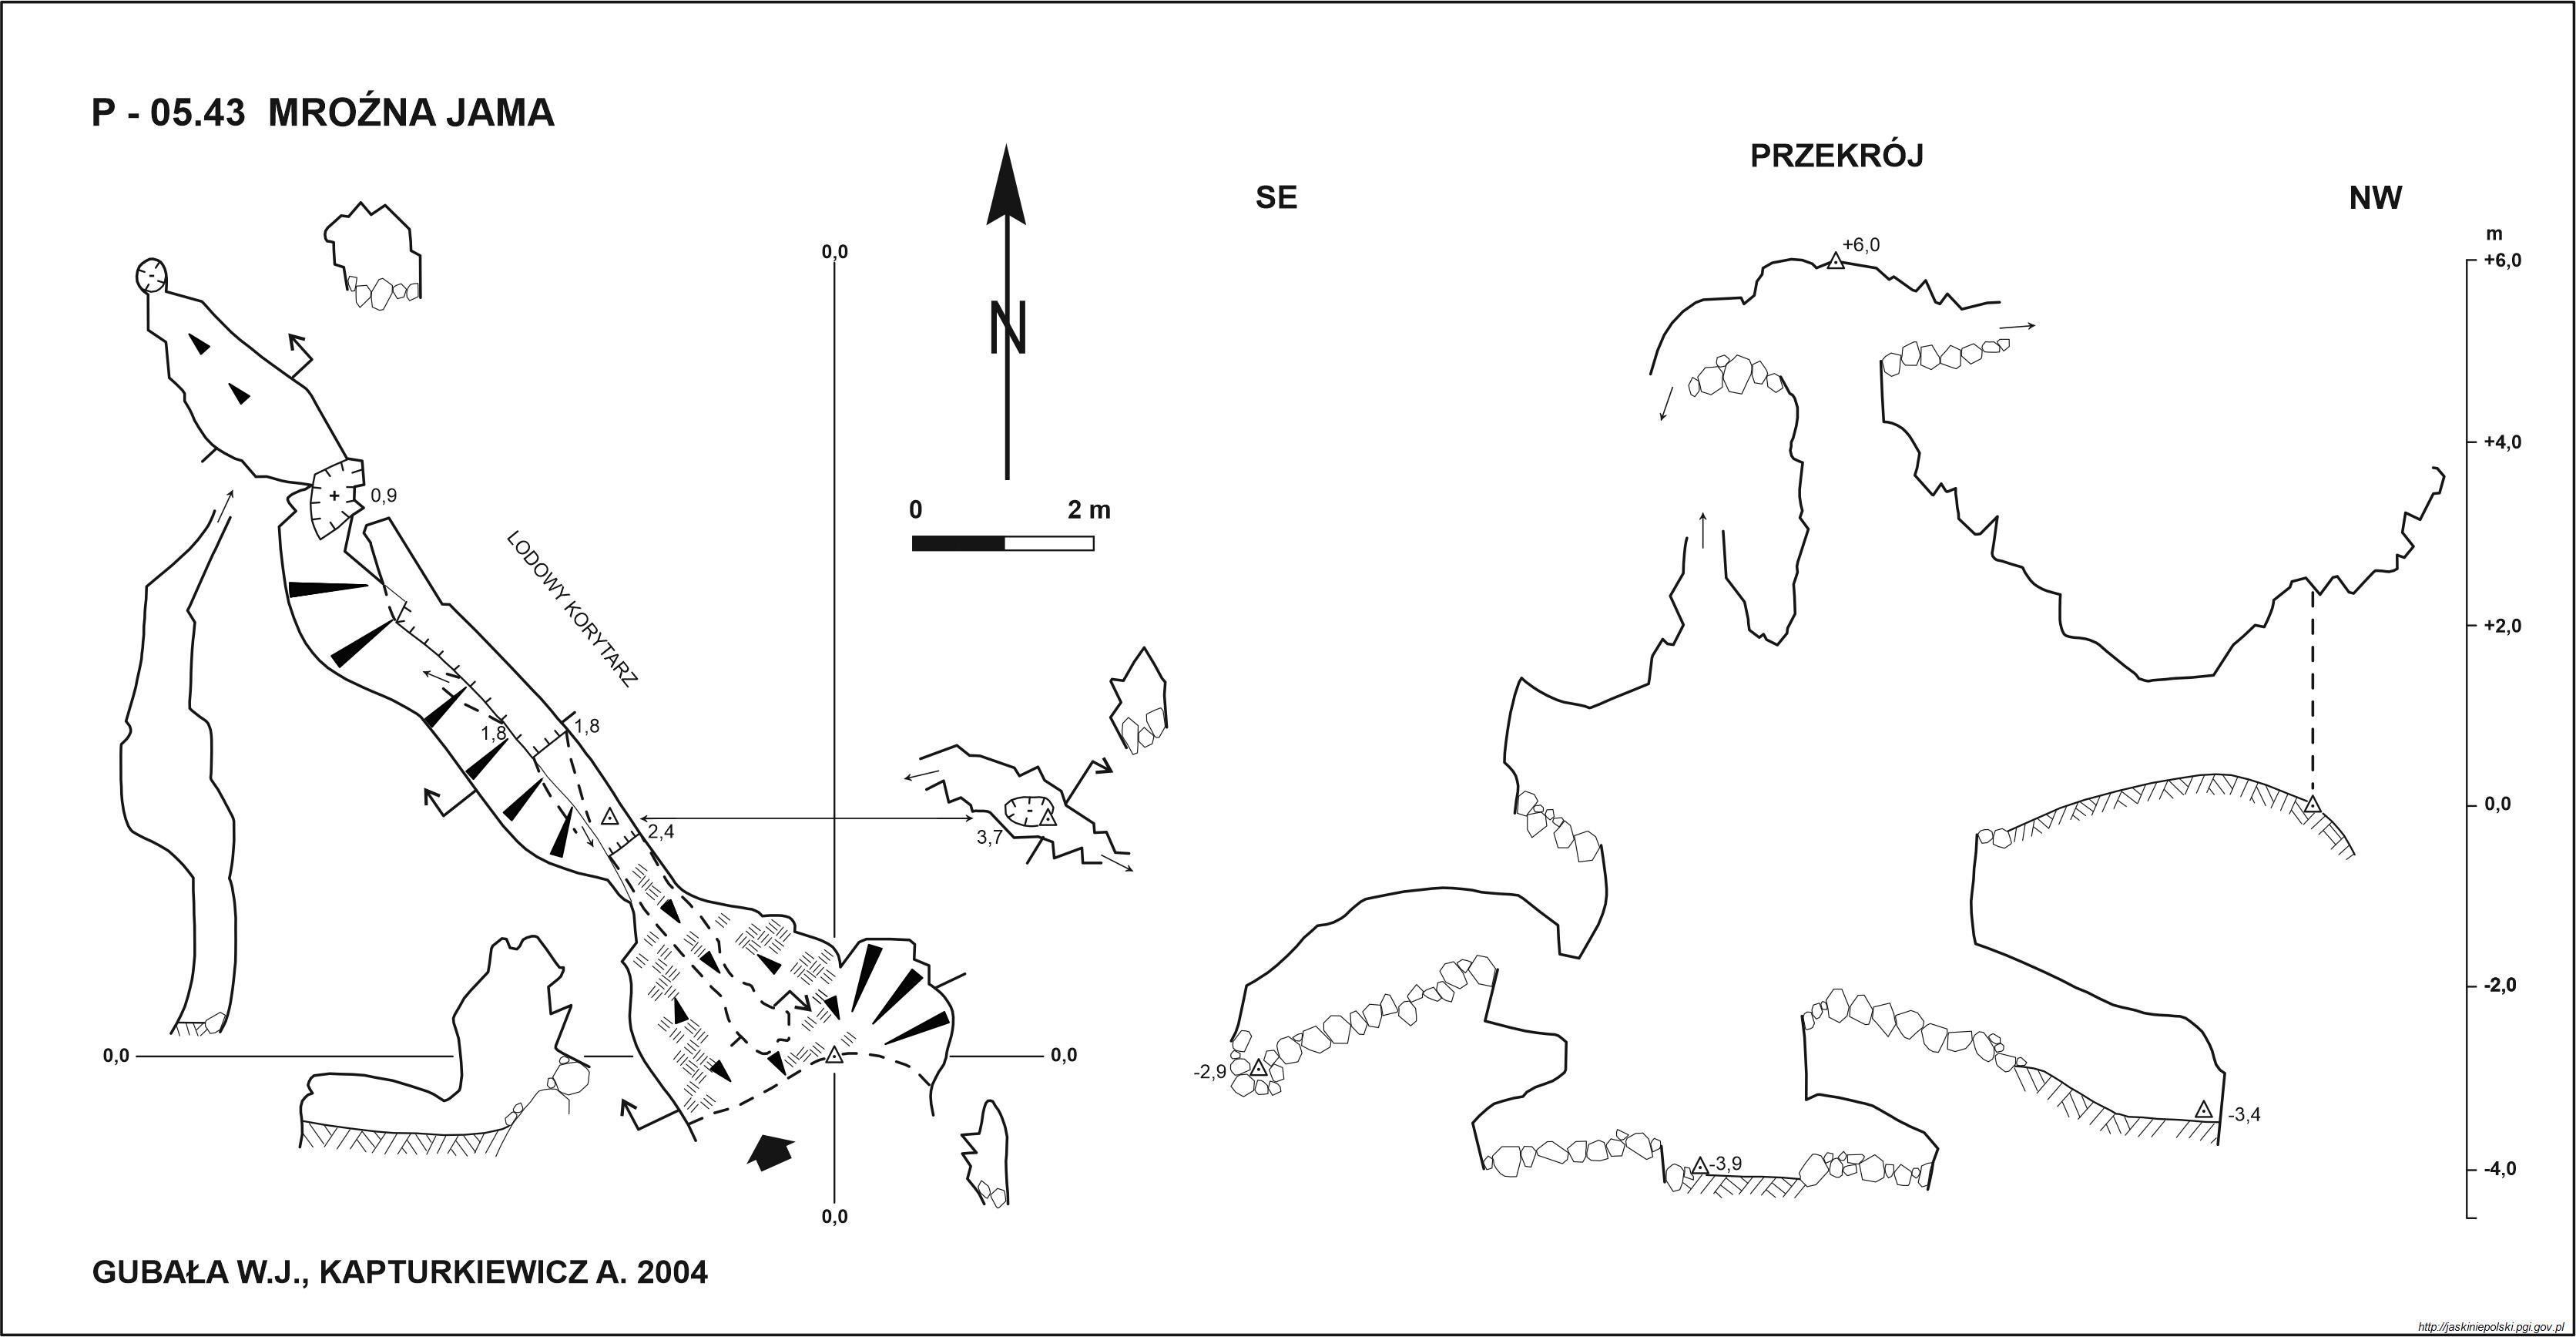 P - 05.43 MROŹNA JAMA
PRZEKRÓJ
SE
NW
m
+6,0
+6,0
0,0
N
+4,0
0,9
0
2 m
LODOWY KORYTARZ
+2,0
1,8
1,8
2,4
3,7
0,0
-2,0
0,0
0,0
-2,9
-3,4
-3,9
-4,0
0,0
GUBAŁA W.J., KAPTURKIEWICZ A. 2004
http://jaskiniepolski.pgi.gov.pl